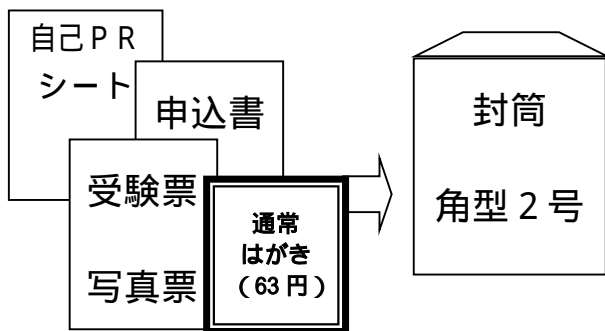 自己ＰＲ
シート
申込書
受験票
写真票
通常
はがき
（63 円）
封筒
角型２号